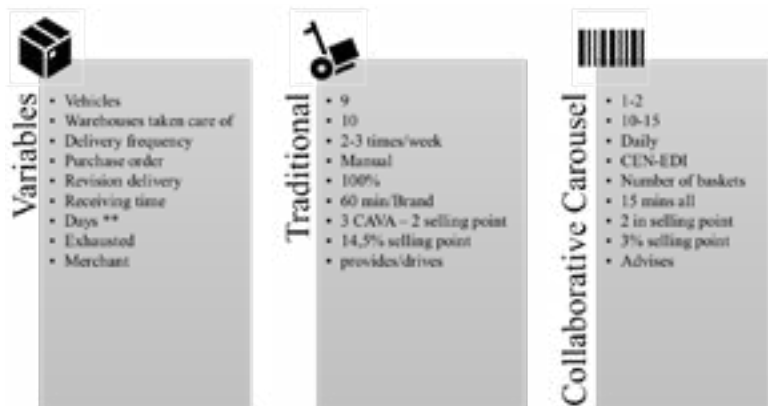 Variables
• Vehicles
• Warehouses taken care of
• Delivery frequency
• Purchase order
• Revision delivery
• Receiving time
• Days **
• Exhausted
• Merchant
Traditional
• 9
• 10
• 2-3 times/week
• Manual
• 100%
• 60 min/Brand
• 3 CAVA – 2 selling point
• 14,5% selling point
• provides/drives
Collaborative Carousel
• 1-2
• 10-15
• Daily
• CEN-EDI
• Number of baskets
• 15 mins all
• 2 in selling point
• 3% selling point
• Advises